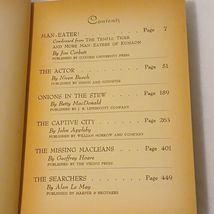 Contents
MAN-EATER! Page 7
Condensed from THE TEMPLE TIGER
AND MORE MAN-EATERS OF KUMAON
By Jim Corbett
PUBLISHED BY OXFORD UNIVERSITY PRESS
THE ACTOR Page 51
By Niven Busch
PUBLISHED BY SIMON AND SCHUSTER
ONIONS IN THE STEW Page 189
By Betty MacDonald
PUBLISHED BY J. B. LIPPINCOTT COMPANY
THE CAPTIVE CITY Page 263
By John Appleby
PUBLISHED BY WILLIAM MORROW AND COMPANY
THE MISSING MACLEANS Page 401
By Geoffrey Hoare
PUBLISHED BY THE VIKING PRESS
THE SEARCHERS Page 449
By Alan Le May
PUBLISHED BY HARPER & BROTHERS